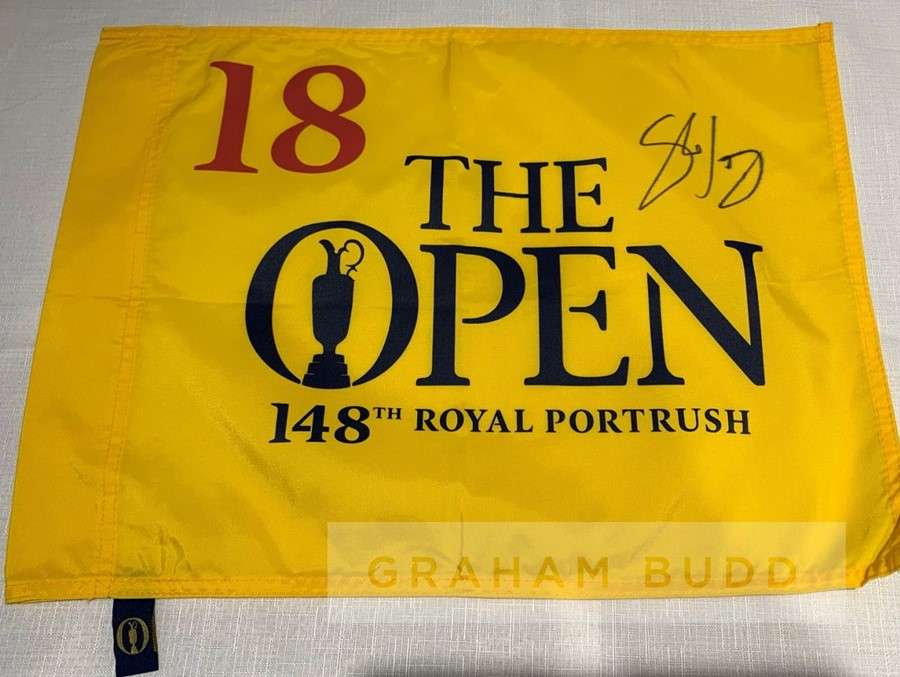 18
THE
OPEN
148TH ROYAL PORTRUSH
GRAHAM BUDD